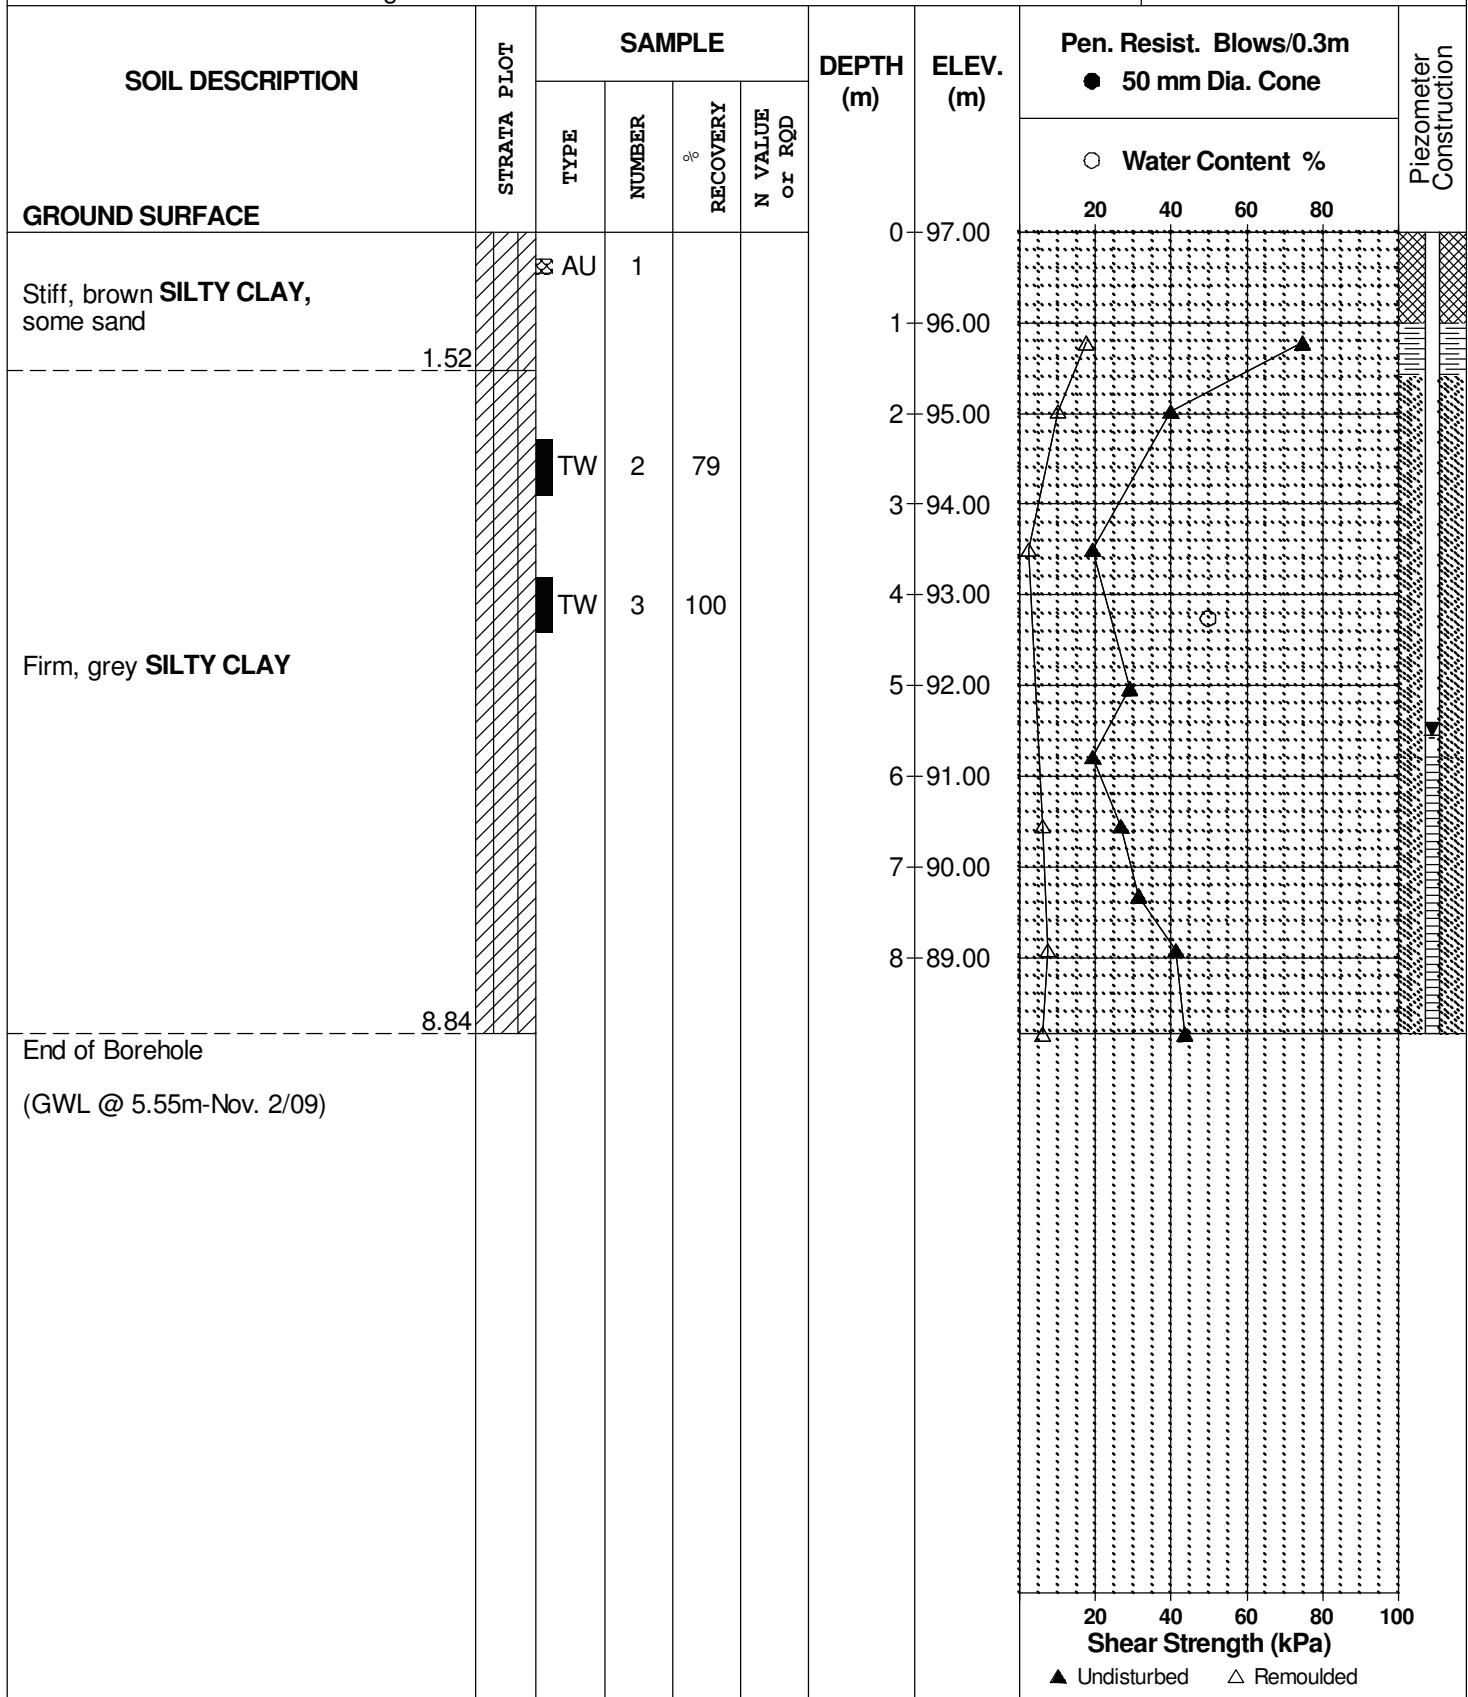 SOIL DESCRIPTION
GROUND SURFACE
STRATA PLOT
SAMPLE
TYPE
NUMBER
% RECOVERY
N VALUE or RQD
DEPTH (m)
ELEV. (m)
Pen. Resist. Blows/0.3m
● 50 mm Dia. Cone
○ Water Content %
20 40 60 80
Piezometer Construction
0 97.00
AU 1
Stiff, brown SILTY CLAY,
some sand
1 96.00
1.52
2 95.00
TW 2 79
3 94.00
4 93.00
TW 3 100
Firm, grey SILTY CLAY
5 92.00
6 91.00
7 90.00
8 89.00
8.84
End of Borehole
(GWL @ 5.55m-Nov. 2/09)
20 40 60 80 100
Shear Strength (kPa)
▲ Undisturbed △ Remoulded